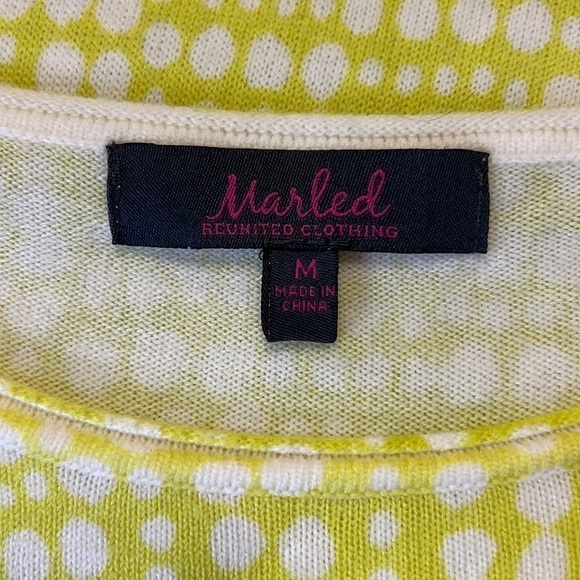 Marled
REUNITED CLOTHING
M
MADE IN
CHINA